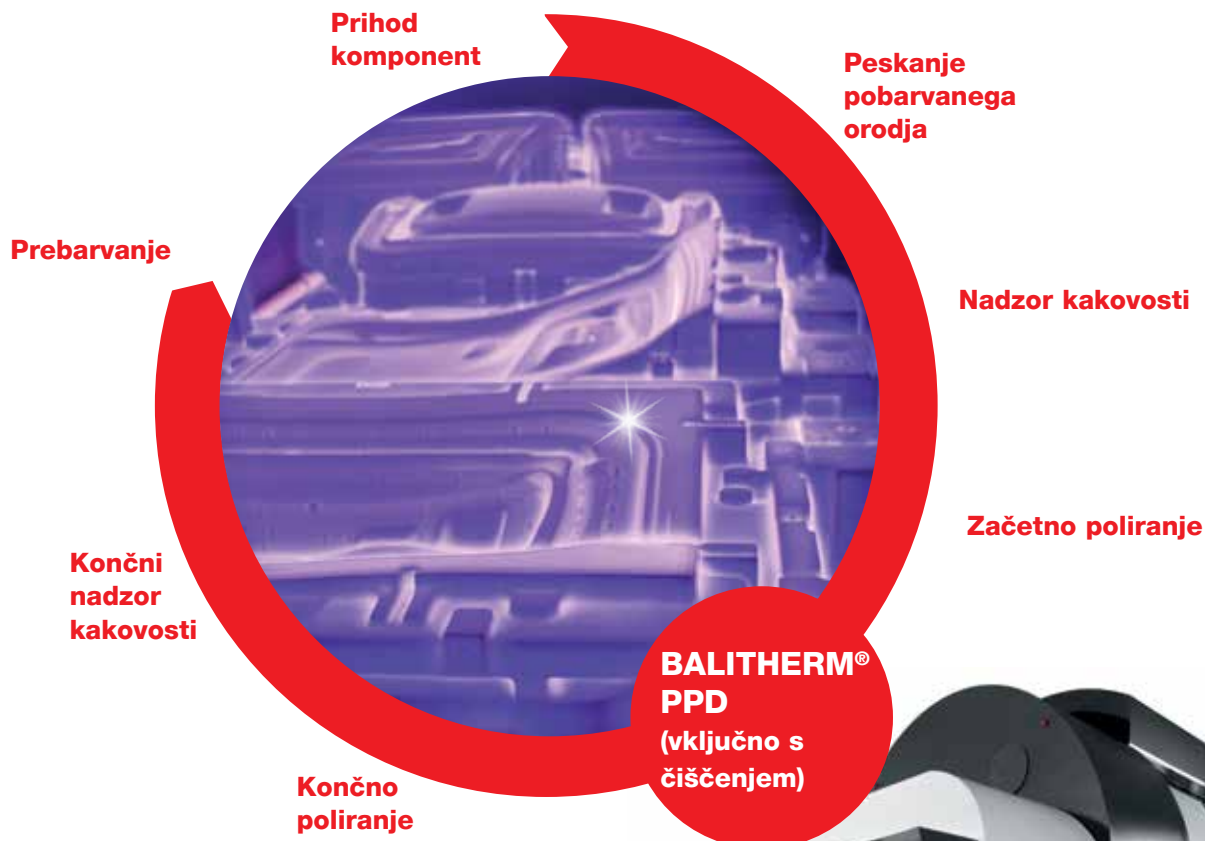 Prihod
komponent
Peskanje
pobarvanega
orodja
Nadzor kakovosti
Začetno poliranje
BALITHERM®
PPD
(vključno s
čiščenjem)
Končno
poliranje
Končni
nadzor
kakovosti
Prebarvanje